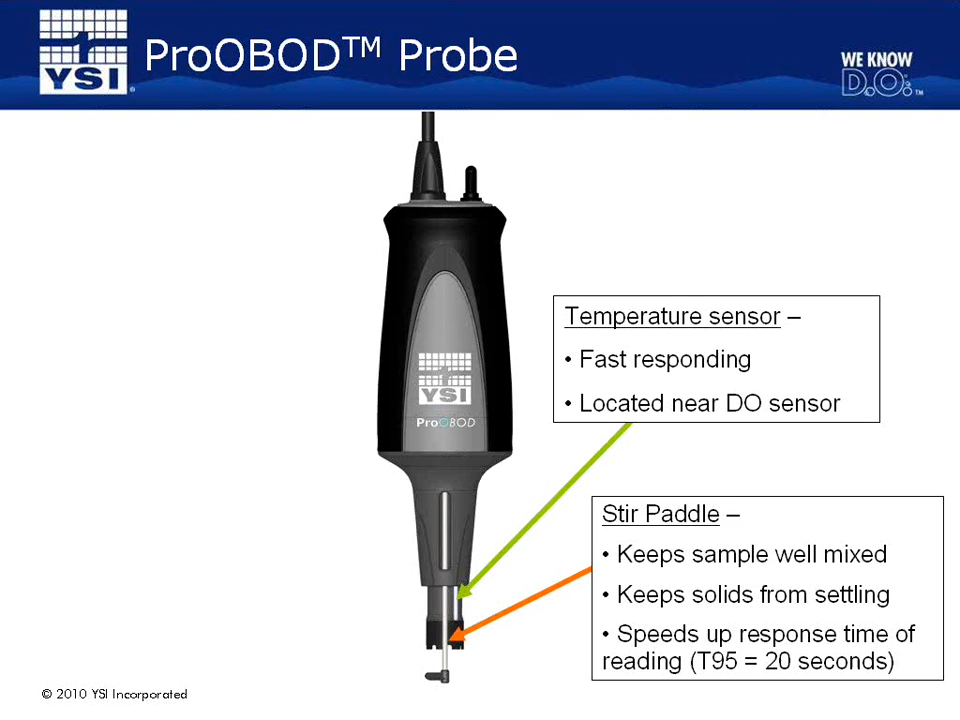 YSI
ProOBOD™ Probe
WE KNOW
D.O.™
Temperature sensor –
• Fast responding
• Located near DO sensor
YSI
ProOBOD
Stir Paddle –
• Keeps sample well mixed
• Keeps solids from settling
• Speeds up response time of
reading (T95 = 20 seconds)
© 2010 YSI Incorporated